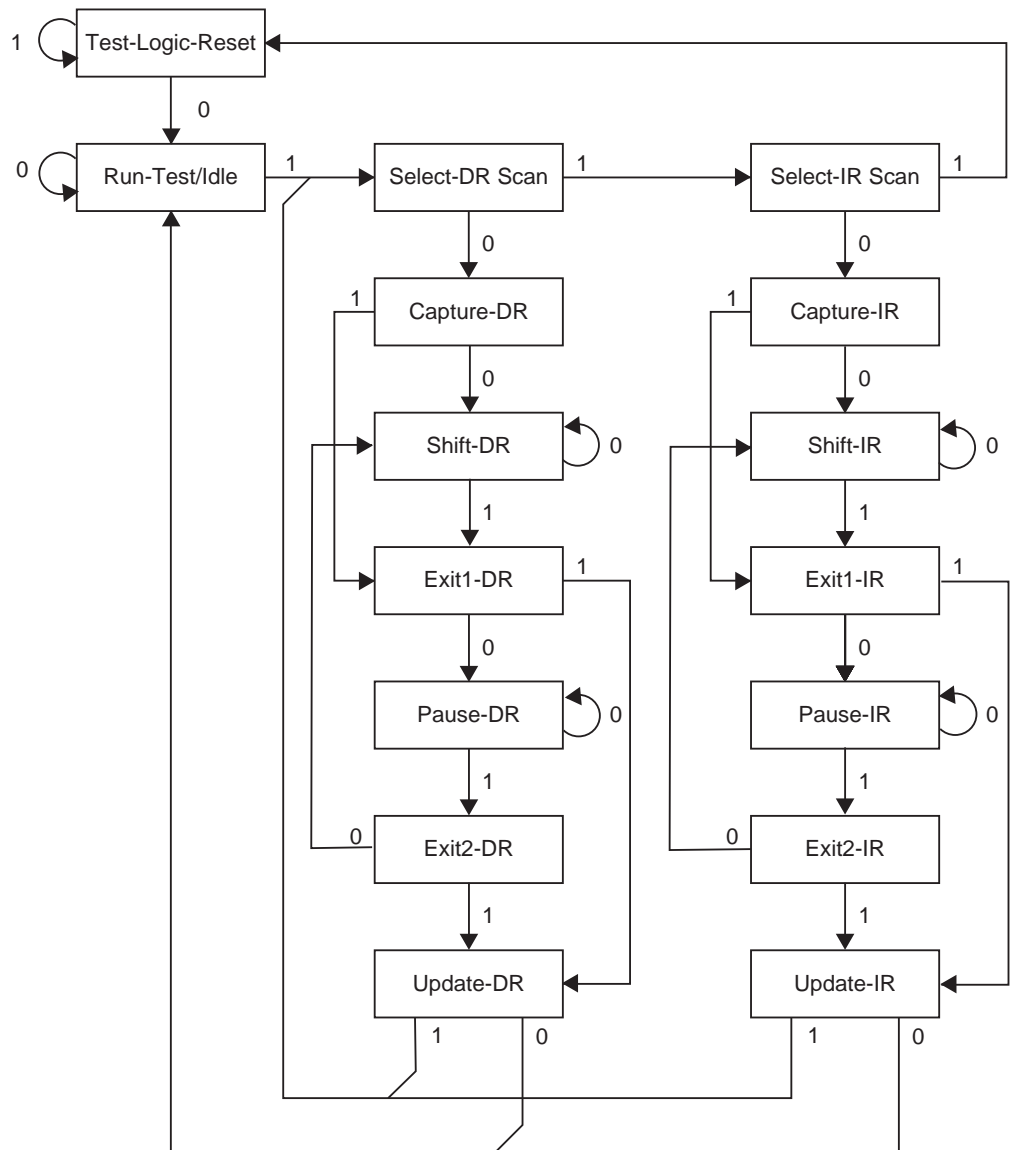 1 Test-Logic-Reset
0
0 Run-Test/Idle 1 Select-DR Scan 1 Select-IR Scan 1
0 0
1 Capture-DR 1 Capture-IR
0 0
Shift-DR 0 Shift-IR 0
1 1
Exit1-DR 1 Exit1-IR 1
0 0
Pause-DR 0 Pause-IR 0
1 1
0 Exit2-DR 0 Exit2-IR
1 1
Update-DR Update-IR
1 0 1 0